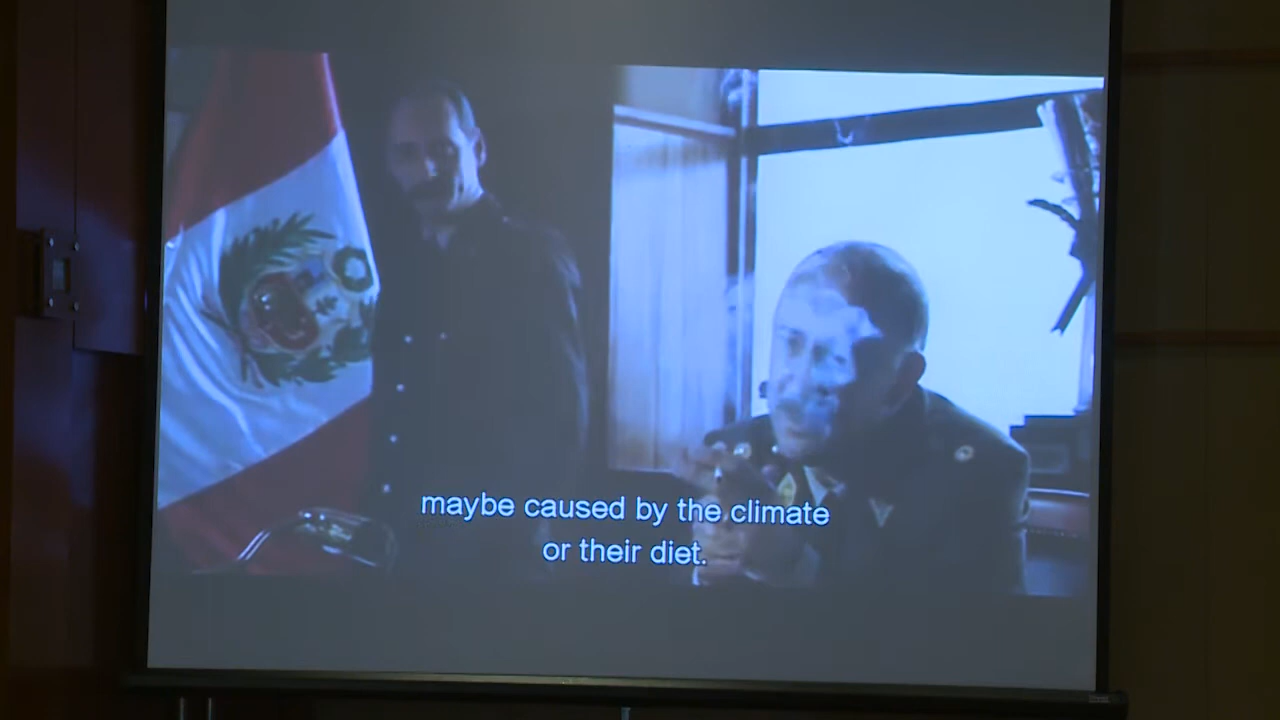 maybe caused by the climate
or their diet.